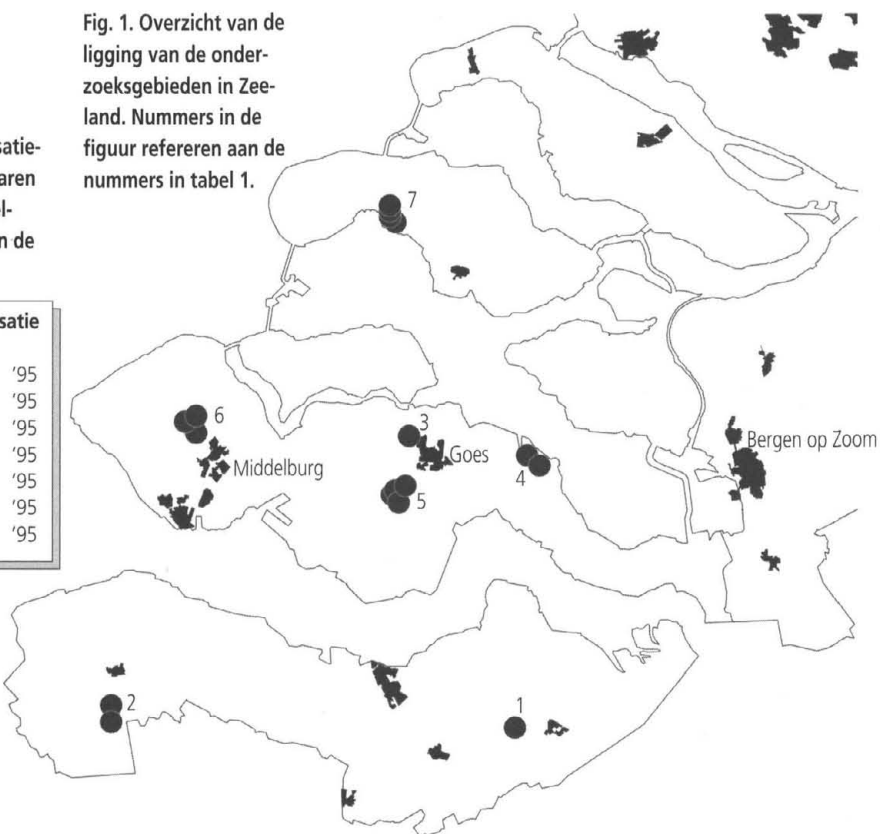 Fig. 1. Overzicht van de
ligging van de onder-
zoeksgebieden in Zee-
land. Nummers in de
figuur refereren aan de
nummers in tabel 1.
satie-
aren
ol-
n de
satie
'95
'95
'95
'95
'95
'95
'95
7
6
Middelburg
3
Goes
4
5
Bergen op Zoom
2
1